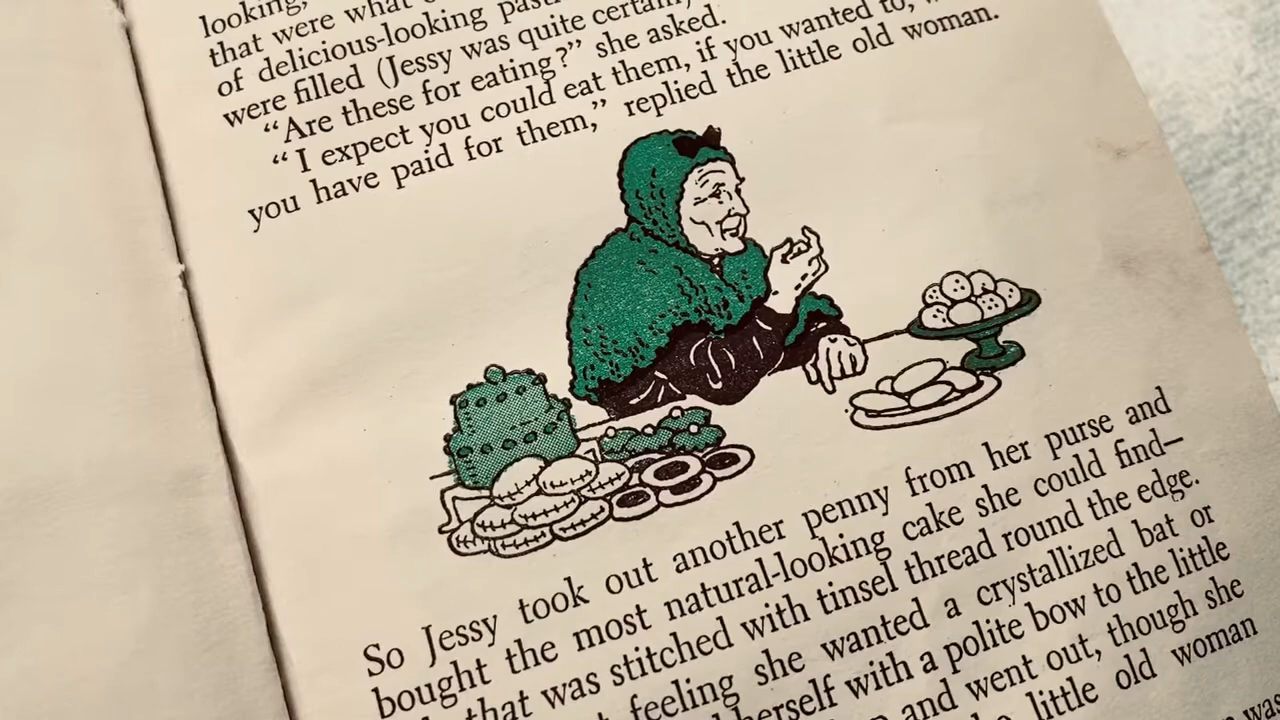 looking,
that were what
of delicious-looking
were filled (Jessy was quite certain,
“Are these for eating?” she asked.
“I expect you could eat them, if you wanted to,
you have paid for them,” replied the little old woman.
So Jessy took out another penny from her purse and
bought the most natural-looking cake she could find—
that was stitched with tinsel thread round the edge.
feeling she wanted a crystallized bat or
herself with a polite bow to the little
and went out, though she
little old woman
was